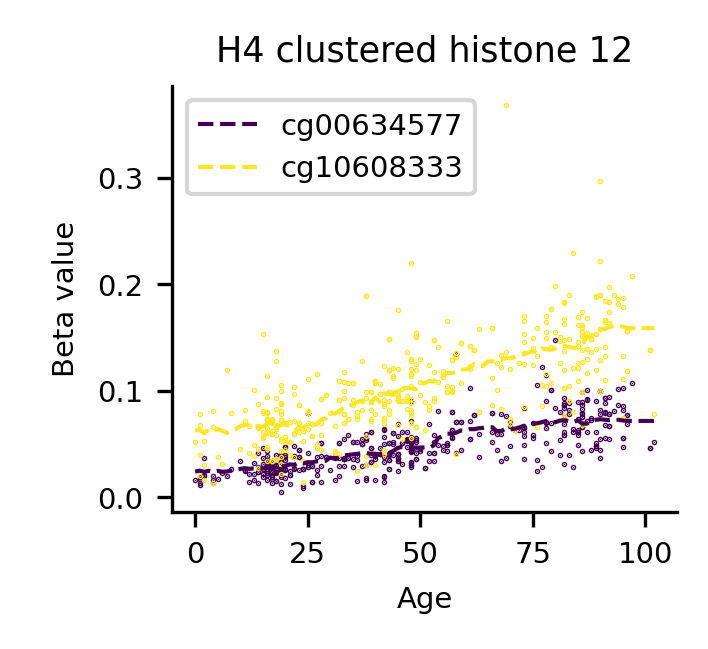 H4 clustered histone 12
cg00634577
cg10608333
0.3
0.2
0.1
0.0
Beta value
0 25 50 75 100
Age